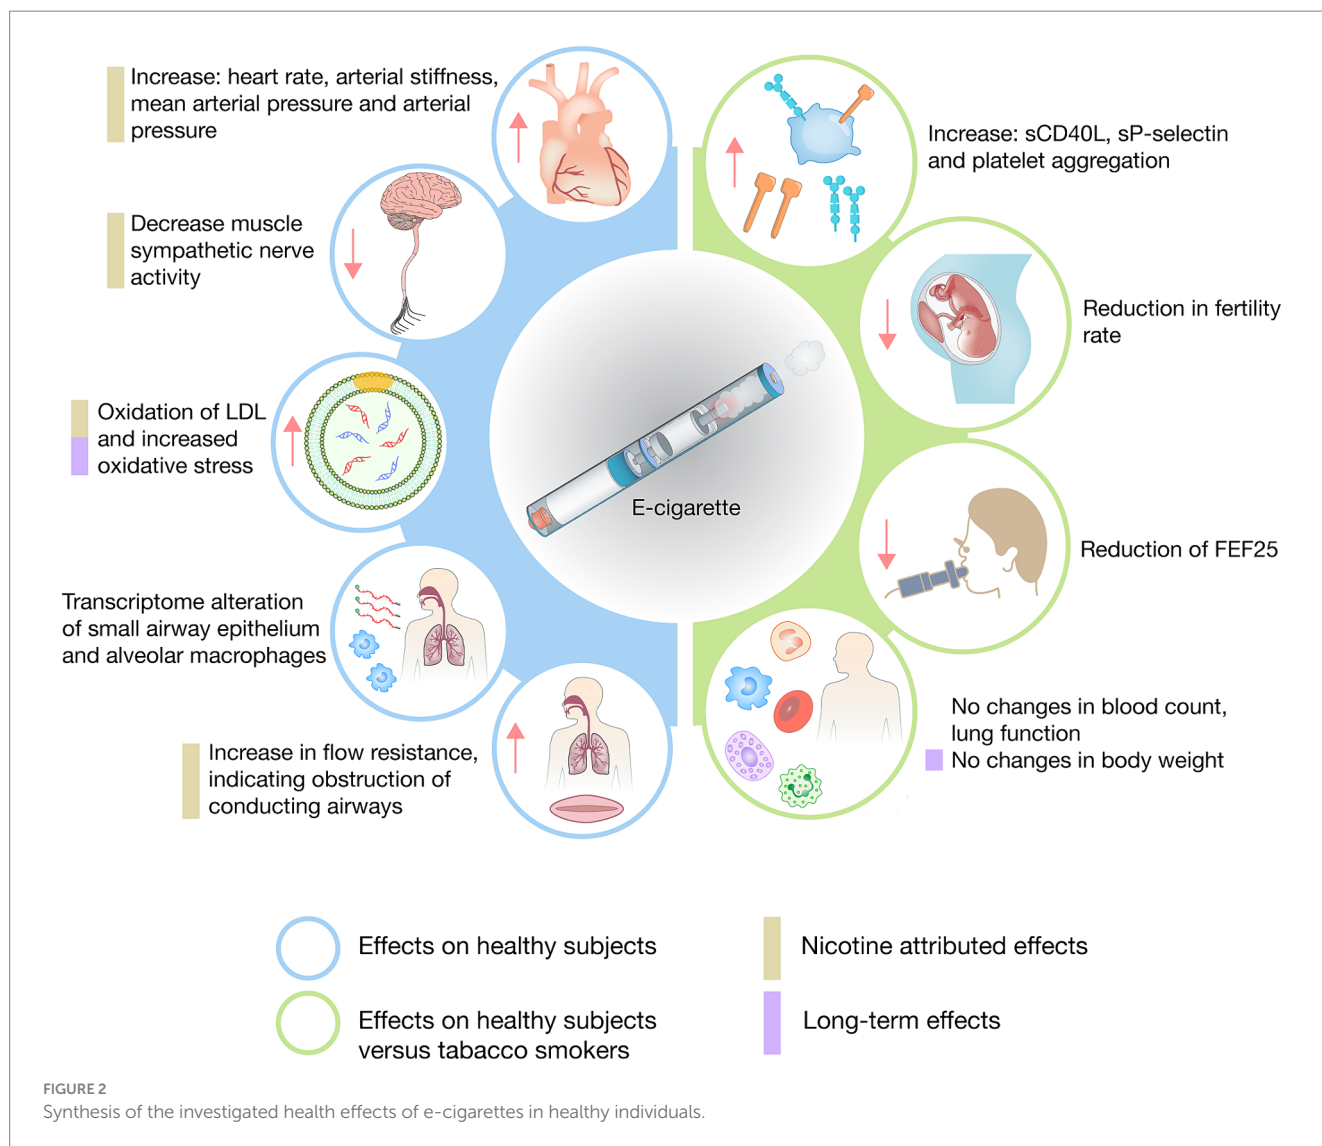 Increase: heart rate, arterial stiffness,
mean arterial pressure and arterial
pressure
Decrease muscle
sympathetic nerve
activity
Oxidation of LDL
and increased
oxidative stress
Transcriptome alteration
of small airway epithelium
and alveolar macrophages
Increase in flow resistance,
indicating obstruction of
conducting airways
E-cigarette
Increase: sCD40L, sP-selectin
and platelet aggregation
Reduction in fertility
rate
Reduction of FEF25
No changes in blood count,
lung function
No changes in body weight
Effects on healthy subjects
Effects on healthy subjects
versus tabacco smokers
Nicotine attributed effects
Long-term effects
FIGURE 2
Synthesis of the investigated health effects of e-cigarettes in healthy individuals.